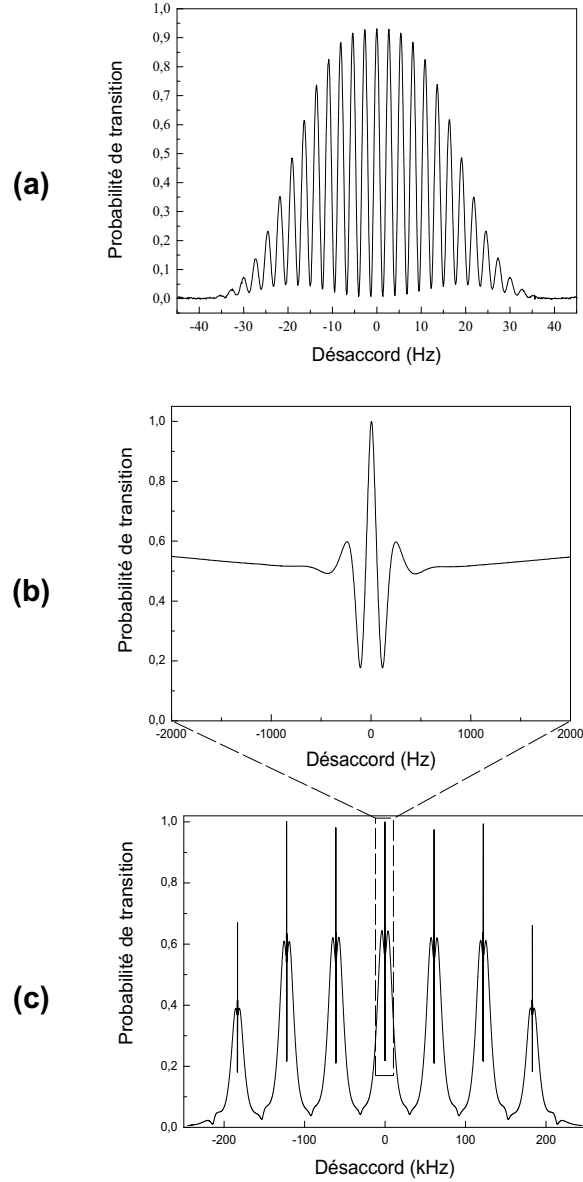 (a)
Probabilité de transition
1,0
0,9
0,8
0,7
0,6
0,5
0,4
0,3
0,2
0,1
0,0
-40 -30 -20 -10 0 10 20 30 40
Désaccord (Hz)
(b)
Probabilité de transition
1,0
0,8
0,6
0,4
0,2
0,0
-2000 -1000 0 1000 2000
Désaccord (Hz)
(c)
Probabilité de transition
1,0
0,8
0,6
0,4
0,2
0,0
-200 -100 0 100 200
Désaccord (kHz)